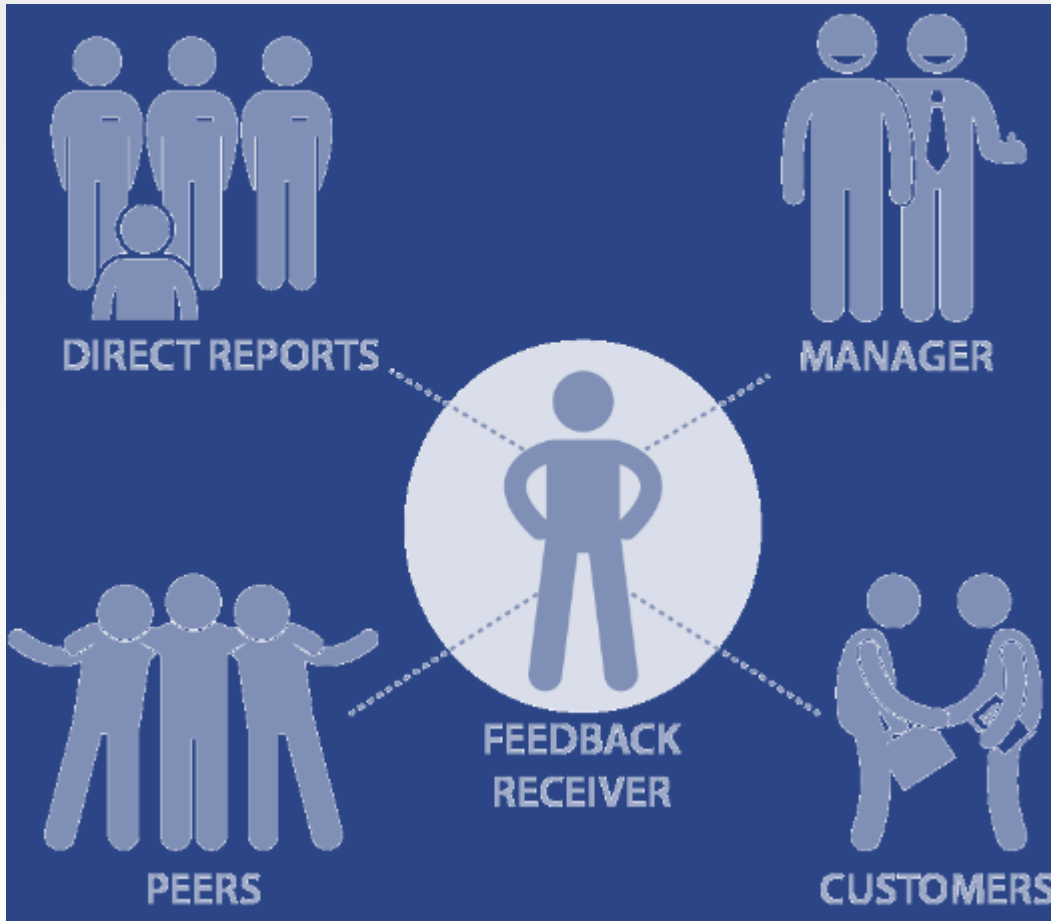 DIRECT REPORTS
MANAGER
FEEDBACK
RECEIVER
PEERS
CUSTOMERS